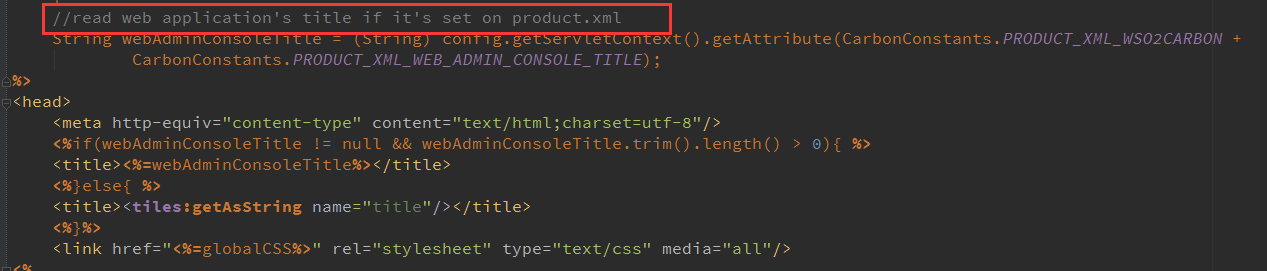 //read web application's title if it's set on product.xml
String webAdminConsoleTitle = (String) config.getServletContext().getAttribute(CarbonConstants.PRODUCT_XML_WSO2CARBON +
CarbonConstants.PRODUCT_XML_WEB_ADMIN_CONSOLE_TITLE);
%>
<head>
<meta http-equiv="content-type" content="text/html;charset=utf-8"/>
<%if(webAdminConsoleTitle != null && webAdminConsoleTitle.trim().length() > 0){ %>
<title><%=webAdminConsoleTitle%></title>
<%}else{ %>
<title><tiles:getAsString name="title"/></title>
<%}%>
<link href="<%=globalCSS%>" rel="stylesheet" type="text/css" media="all"/>
<%